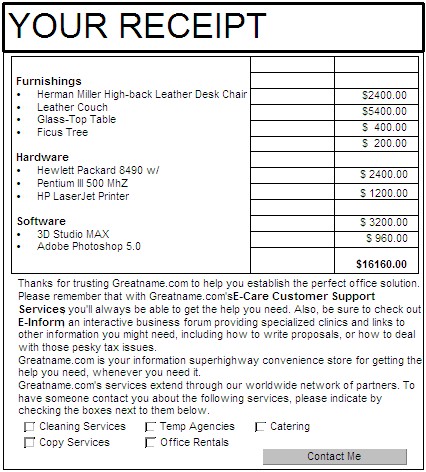 YOUR RECEIPT
Furnishings
• Herman Miller High-back Leather Desk Chair $2400.00
• Leather Couch $5400.00
• Glass-Top Table $ 400.00
• Ficus Tree $ 200.00
Hardware
• Hewlett Packard 8490 w/ $ 2400.00
• Pentium III 500 MhZ
• HP LaserJet Printer $ 1200.00
Software
• 3D Studio MAX $ 3200.00
• Adobe Photoshop 5.0 $ 960.00
$16160.00
Thanks for trusting Greatname.com to help you establish the perfect office solution.
Please remember that with Greatname.com'sE-Care Customer Support
Services you'll always be able to get the help you need. Also, be sure to check out
E-Inform an interactive business forum providing specialized clinics and links to
other information you might need, including how to write proposals, or how to deal
with those pesky tax issues.
Greatname.com is your information superhighway convenience store for getting the
help you need, whenever you need it.
Greatname.com's services extend through our worldwide network of partners. To
have someone contact you about the following services, please indicate by
checking the boxes next to them below.
Cleaning Services Temp Agencies Catering
Copy Services Office Rentals
Contact Me